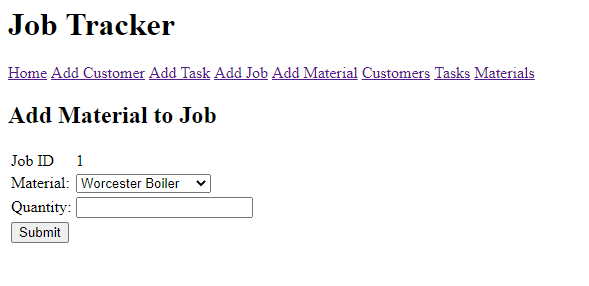 Job Tracker
Home Add Customer Add Task Add Job Add Material Customers Tasks Materials
Add Material to Job
Job ID 1
Material: Worcester Boiler
Quantity:
Submit